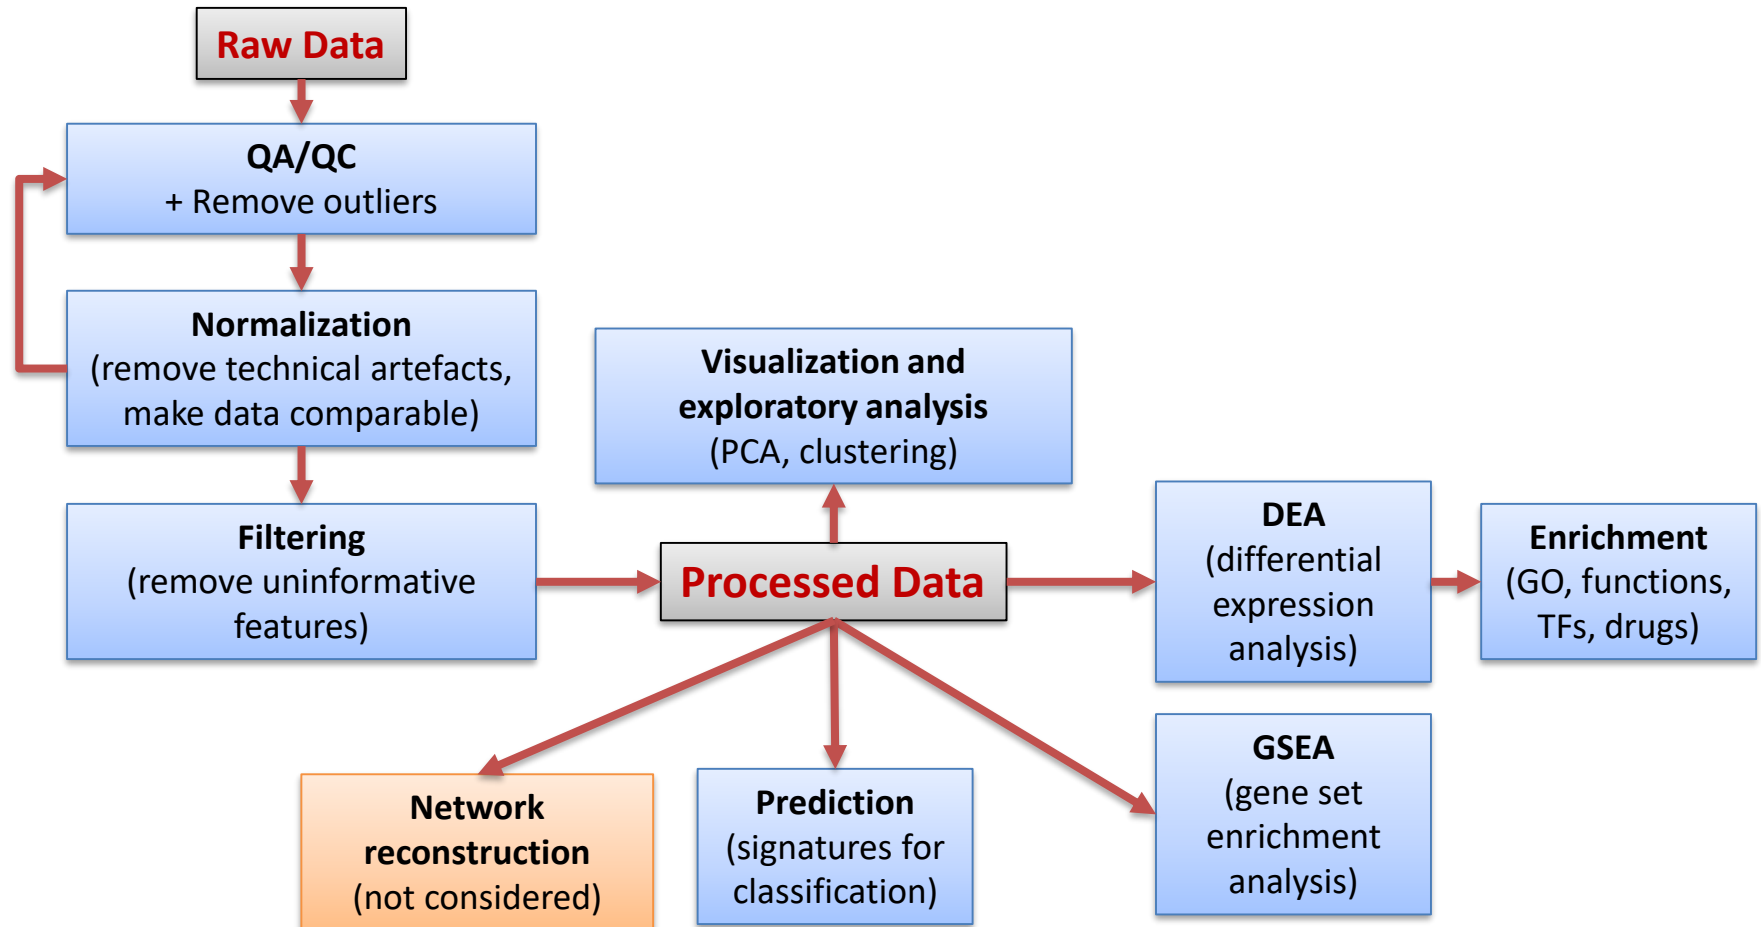 Raw Data
QA/QC
+ Remove outliers
Normalization
(remove technical artefacts,
make data comparable)
Filtering
(remove uninformative
features)
Visualization and
exploratory analysis
(PCA, clustering)
Processed Data
DEA
(differential
expression
analysis)
Enrichment
(GO, functions,
TFs, drugs)
Network
reconstruction
(not considered)
Prediction
(signatures for
classification)
GSEA
(gene set
enrichment
analysis)